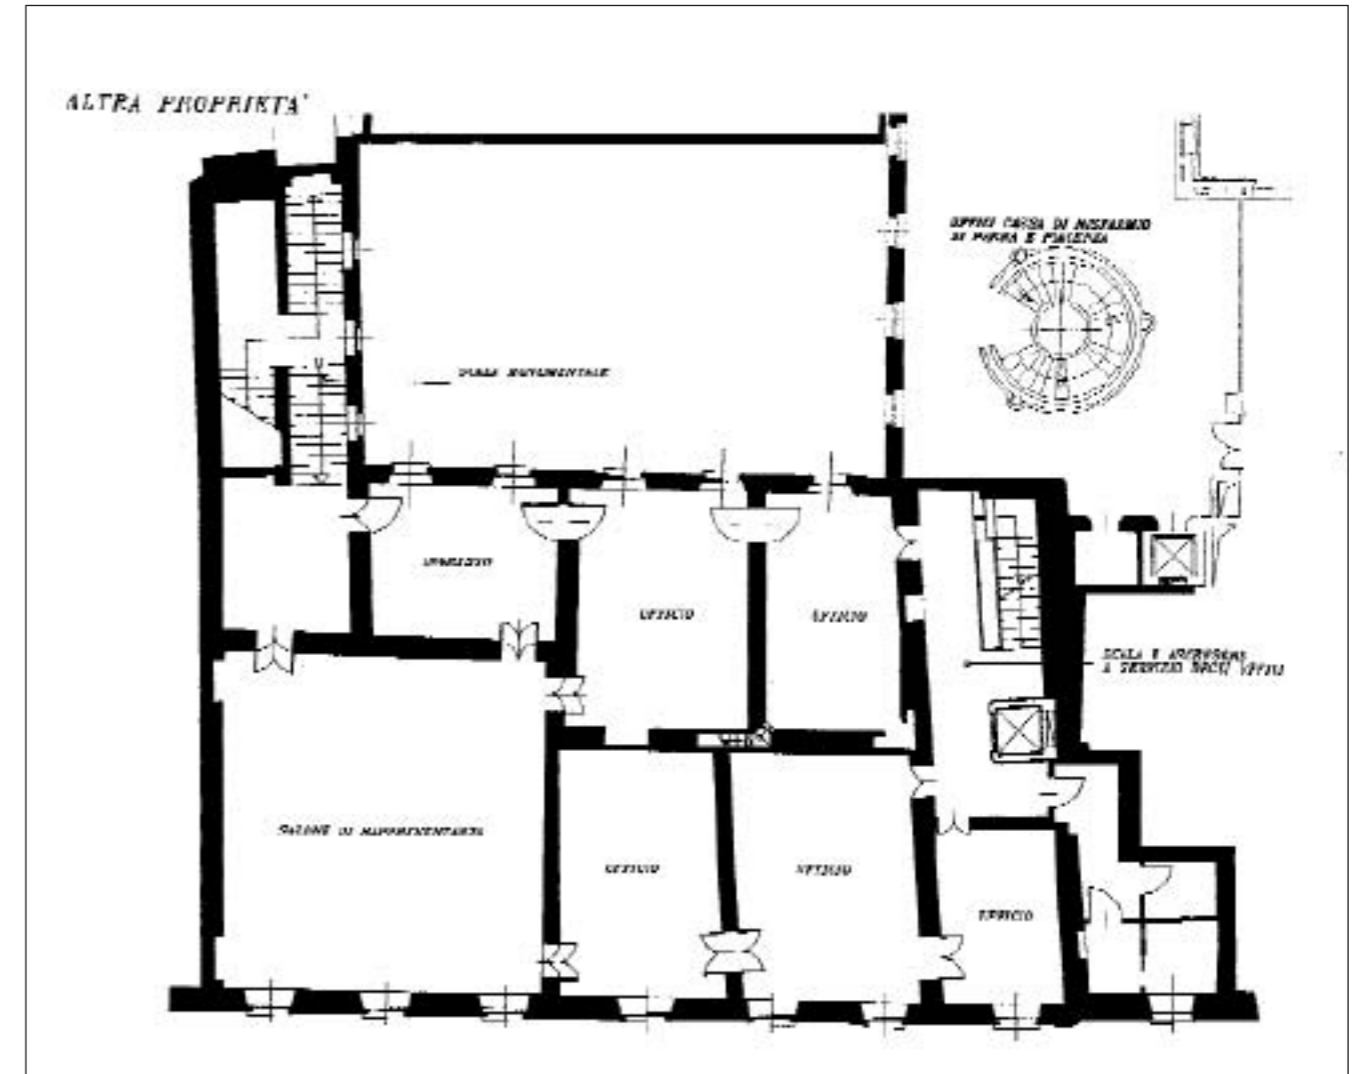 ALTRA PROPRIETA'
UFFICI CASSA DI RISPARMIO
DI PARMA E PIACENZA
SCALA MONUMENTALE
INGRESSO
UFFICIO
UFFICIO
SCALA E ASCENSORE
A SERVIZIO DEGLI UFFICI
SALONE DI RAPPRESENTANZA
UFFICIO
UFFICIO
UFFICIO